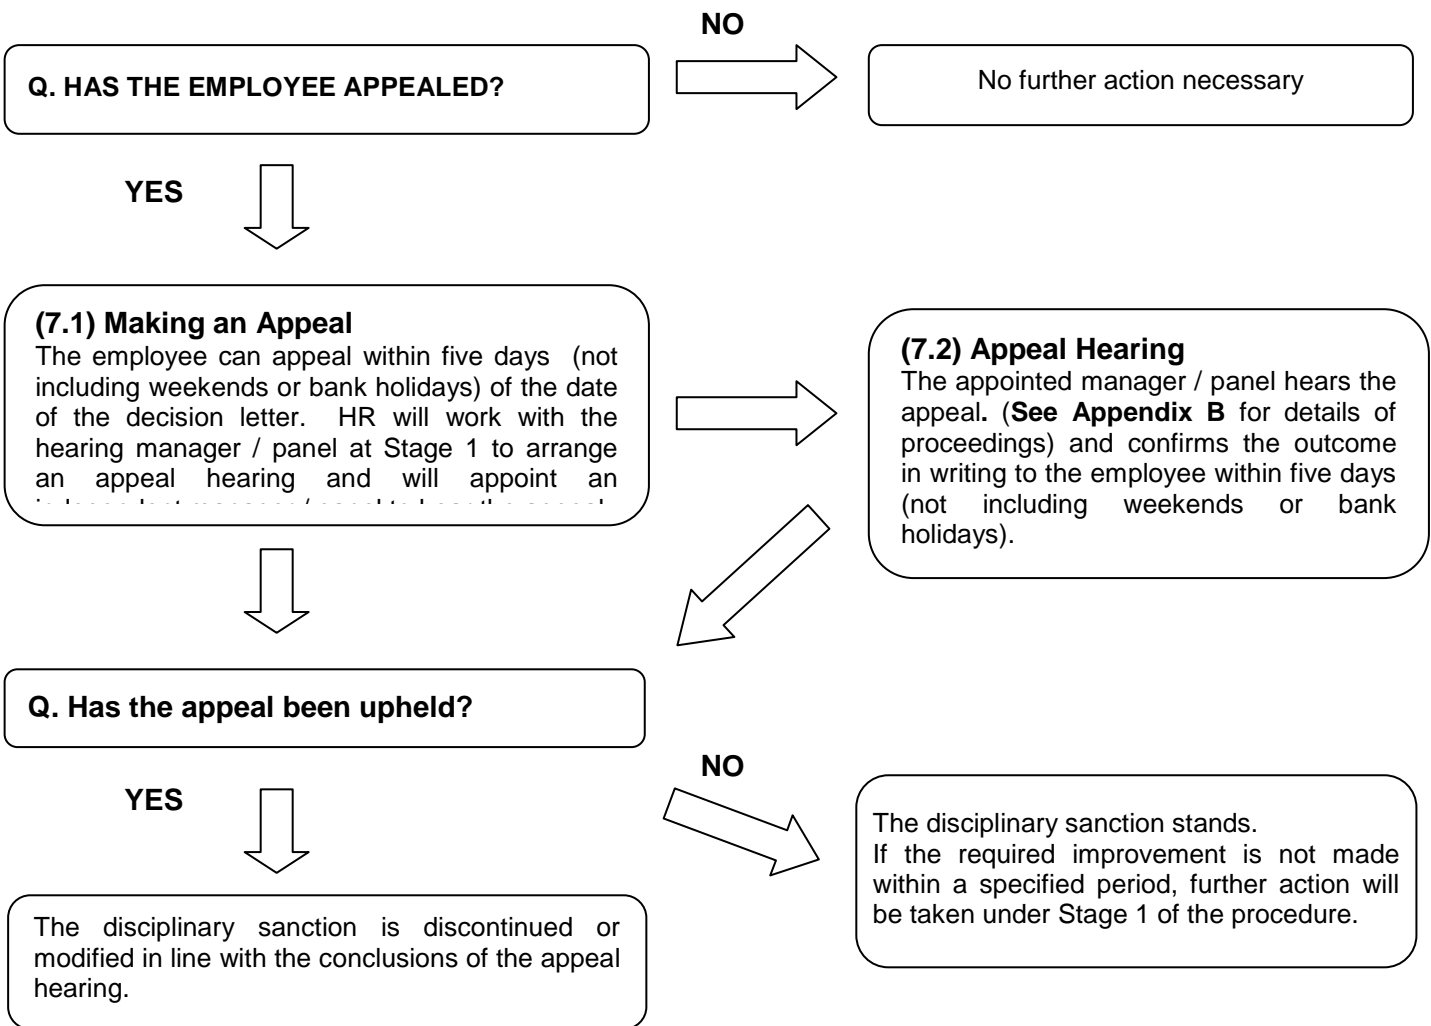 NO
Q. HAS THE EMPLOYEE APPEALED?
No further action necessary
YES
(7.1) Making an Appeal
The employee can appeal within five days (not
including weekends or bank holidays) of the date
of the decision letter. HR will work with the
hearing manager / panel at Stage 1 to arrange
an appeal hearing and will appoint an
independent manager / panel to hear the appeal
(7.2) Appeal Hearing
The appointed manager / panel hears the
appeal. (See Appendix B for details of
proceedings) and confirms the outcome
in writing to the employee within five days
(not including weekends or bank
holidays).
Q. Has the appeal been upheld?
NO
YES
The disciplinary sanction stands.
If the required improvement is not made
within a specified period, further action will
be taken under Stage 1 of the procedure.
The disciplinary sanction is discontinued or
modified in line with the conclusions of the appeal
hearing.